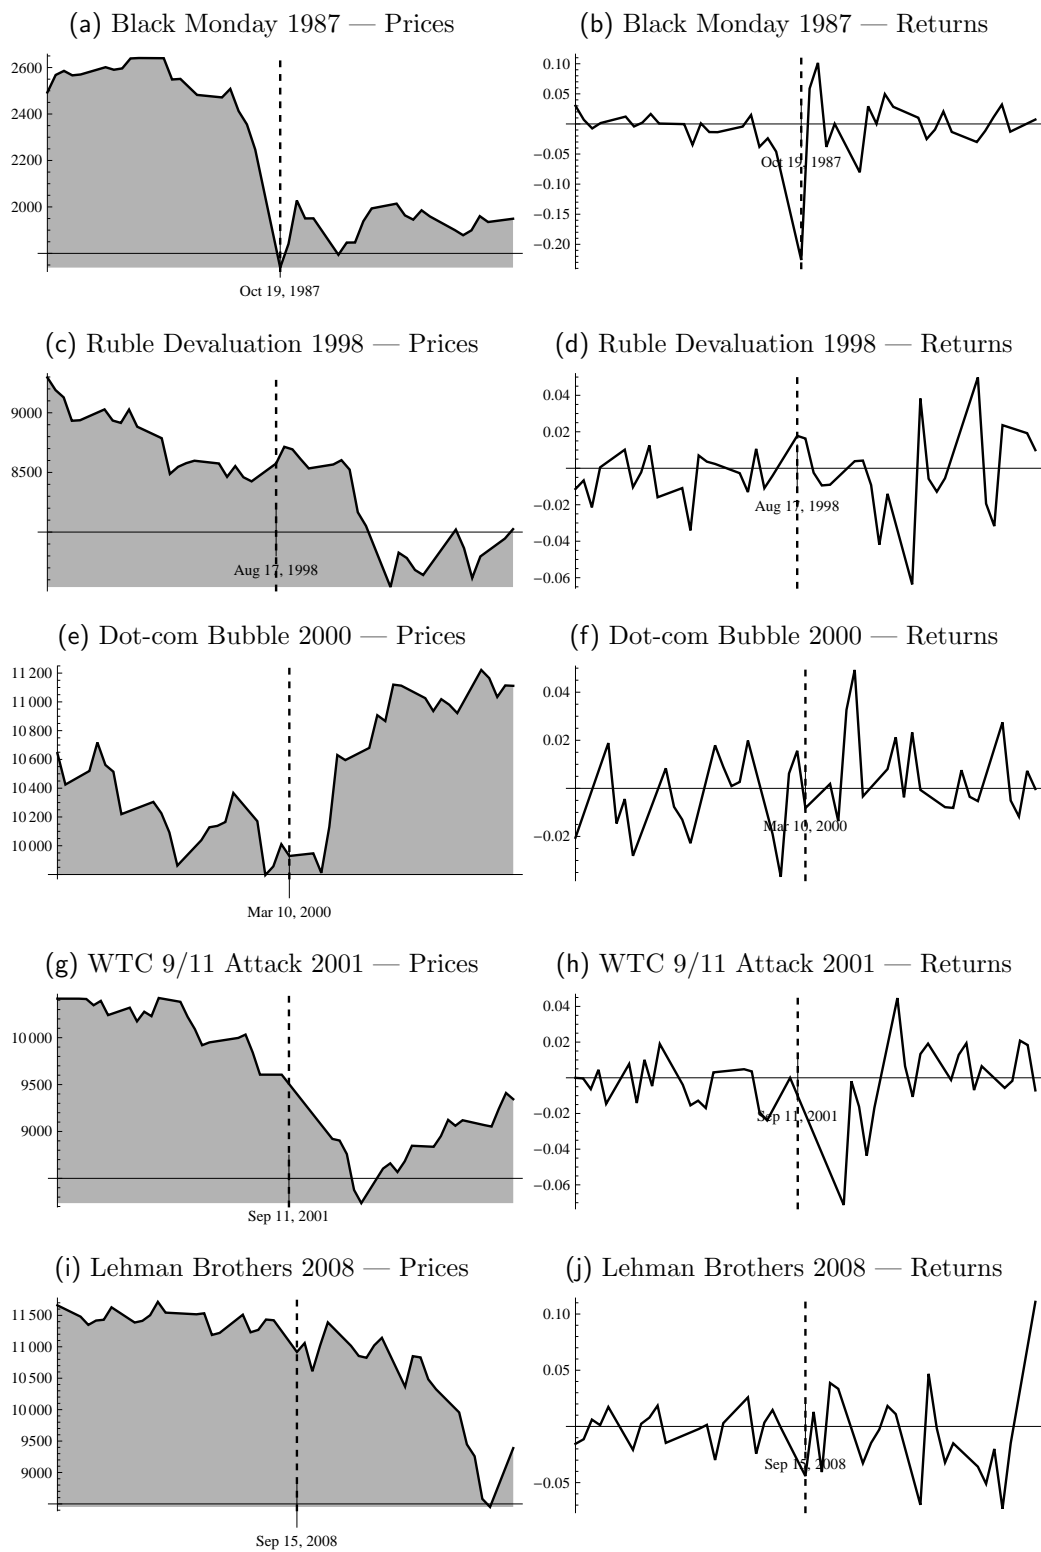 (a) Black Monday 1987 — Prices
2600
2400
2200
2000
Oct 19, 1987
(b) Black Monday 1987 — Returns
0.10
0.05
−0.05
−0.10
−0.15
−0.20
Oct 19, 1987
(c) Ruble Devaluation 1998 — Prices
9000
8500
Aug 17, 1998
(d) Ruble Devaluation 1998 — Returns
0.04
0.02
−0.02
−0.04
−0.06
Aug 17, 1998
(e) Dot-com Bubble 2000 — Prices
11 200
11 000
10 800
10 600
10 400
10 200
10 000
Mar 10, 2000
(f) Dot-com Bubble 2000 — Returns
0.04
0.02
−0.02
Mar 10, 2000
(g) WTC 9/11 Attack 2001 — Prices
10 000
9500
9000
Sep 11, 2001
(h) WTC 9/11 Attack 2001 — Returns
0.04
0.02
−0.02
−0.04
−0.06
Sep 11, 2001
(i) Lehman Brothers 2008 — Prices
11 500
11 000
10 500
10 000
9500
9000
Sep 15, 2008
(j) Lehman Brothers 2008 — Returns
0.10
0.05
−0.05
Sep 15, 2008